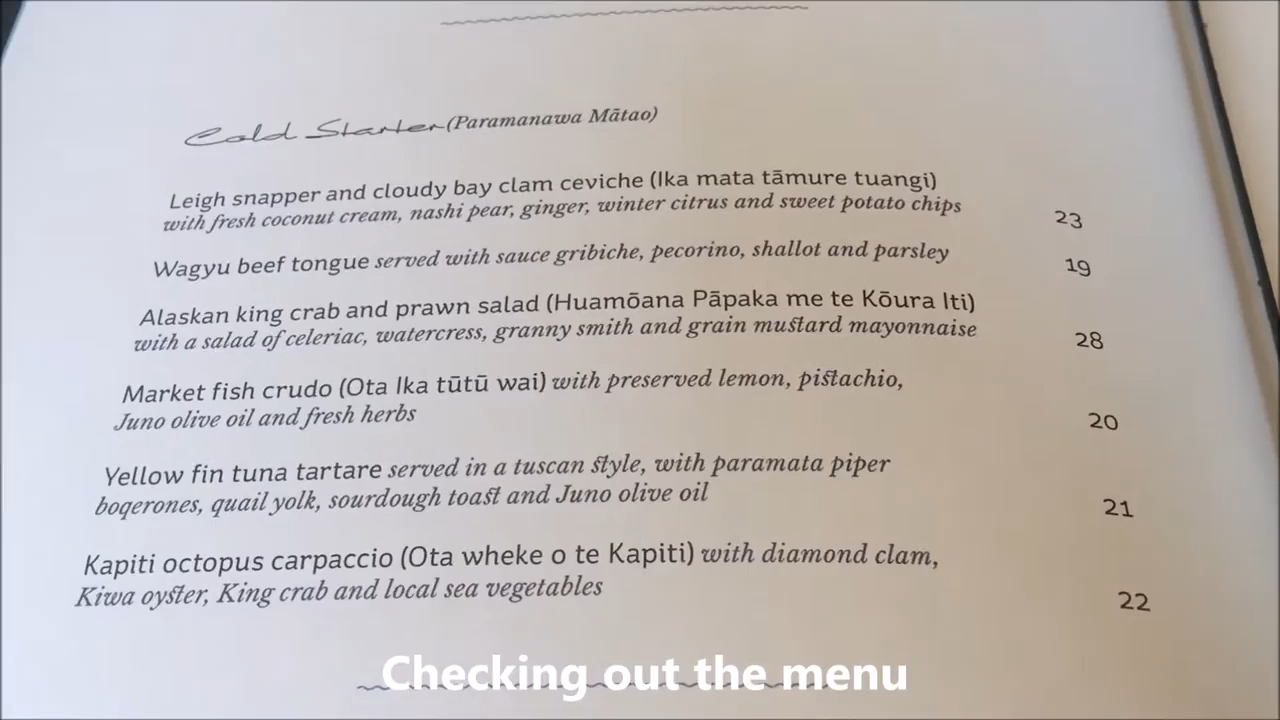 Cold Starter (Paramanawa Mātao)
Leigh snapper and cloudy bay clam ceviche (Ika mata tāmure tuangi)
with fresh coconut cream, nashi pear, ginger, winter citrus and sweet potato chips 23
Wagyu beef tongue served with sauce gribiche, pecorino, shallot and parsley 19
Alaskan king crab and prawn salad (Huamōana Pāpaka me te Kōura Iti)
with a salad of celeriac, watercress, granny smith and grain mustard mayonnaise 28
Market fish crudo (Ota Ika tūtū wai) with preserved lemon, pistachio,
Juno olive oil and fresh herbs 20
Yellow fin tuna tartare served in a tuscan style, with paramata piper
boqerones, quail yolk, sourdough toast and Juno olive oil 21
Kapiti octopus carpaccio (Ota wheke o te Kapiti) with diamond clam,
Kiwa oyster, King crab and local sea vegetables 22
Checking out the menu